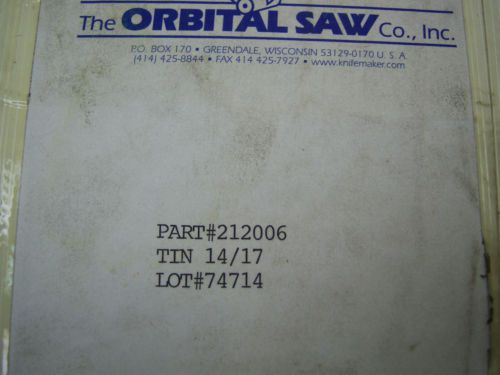 The ORBITAL SAW Co., Inc.
P.O. BOX 170 • GREENDALE, WISCONSIN 53129-0170 U. S. A.
(414) 425-8844 • FAX 414 425-7927 • www.knifemaker.com
PART#212006
TIN 14/17
LOT#74714